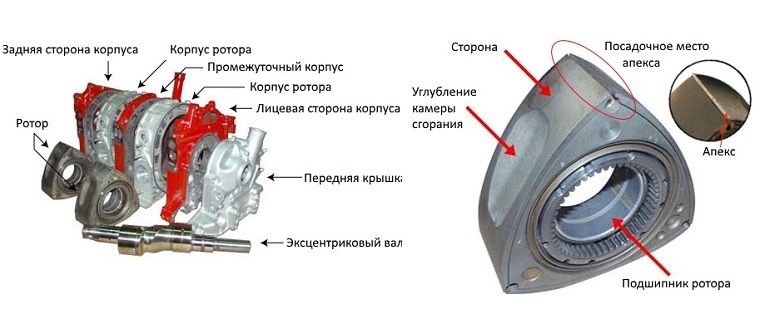 Задняя сторона корпуса
Корпус ротора
Промежуточный корпус
Корпус ротора
Лицевая сторона корпуса
Ротор
Передняя крышка
Эксцентриковый вал
Сторона
Посадочное место
апекса
Углубление
камеры
сгорания
Апекс
Подшипник ротора